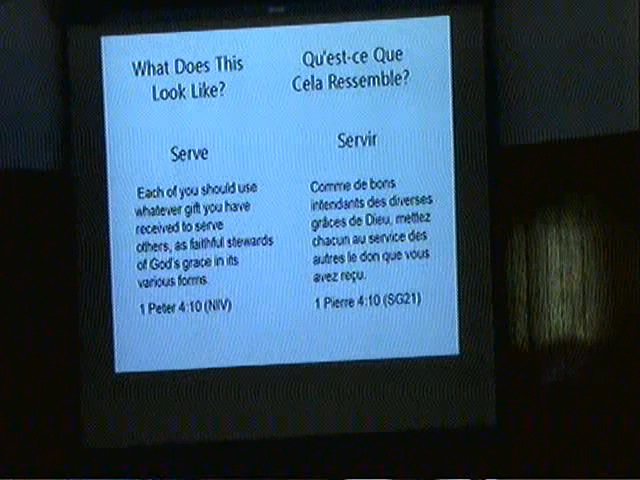 What Does This
Look Like?
Serve
Each of you should use
whatever gift you have
received to serve
others, as faithful stewards
of God's grace in its
various forms.
1 Peter 4:10 (NIV)
Qu'est-ce Que
Cela Ressemble?
Servir
Comme de bons
intendants des diverses
grâces de Dieu, mettez
chacun au service des
autres le don que vous
avez reçu.
1 Pierre 4:10 (SG21)